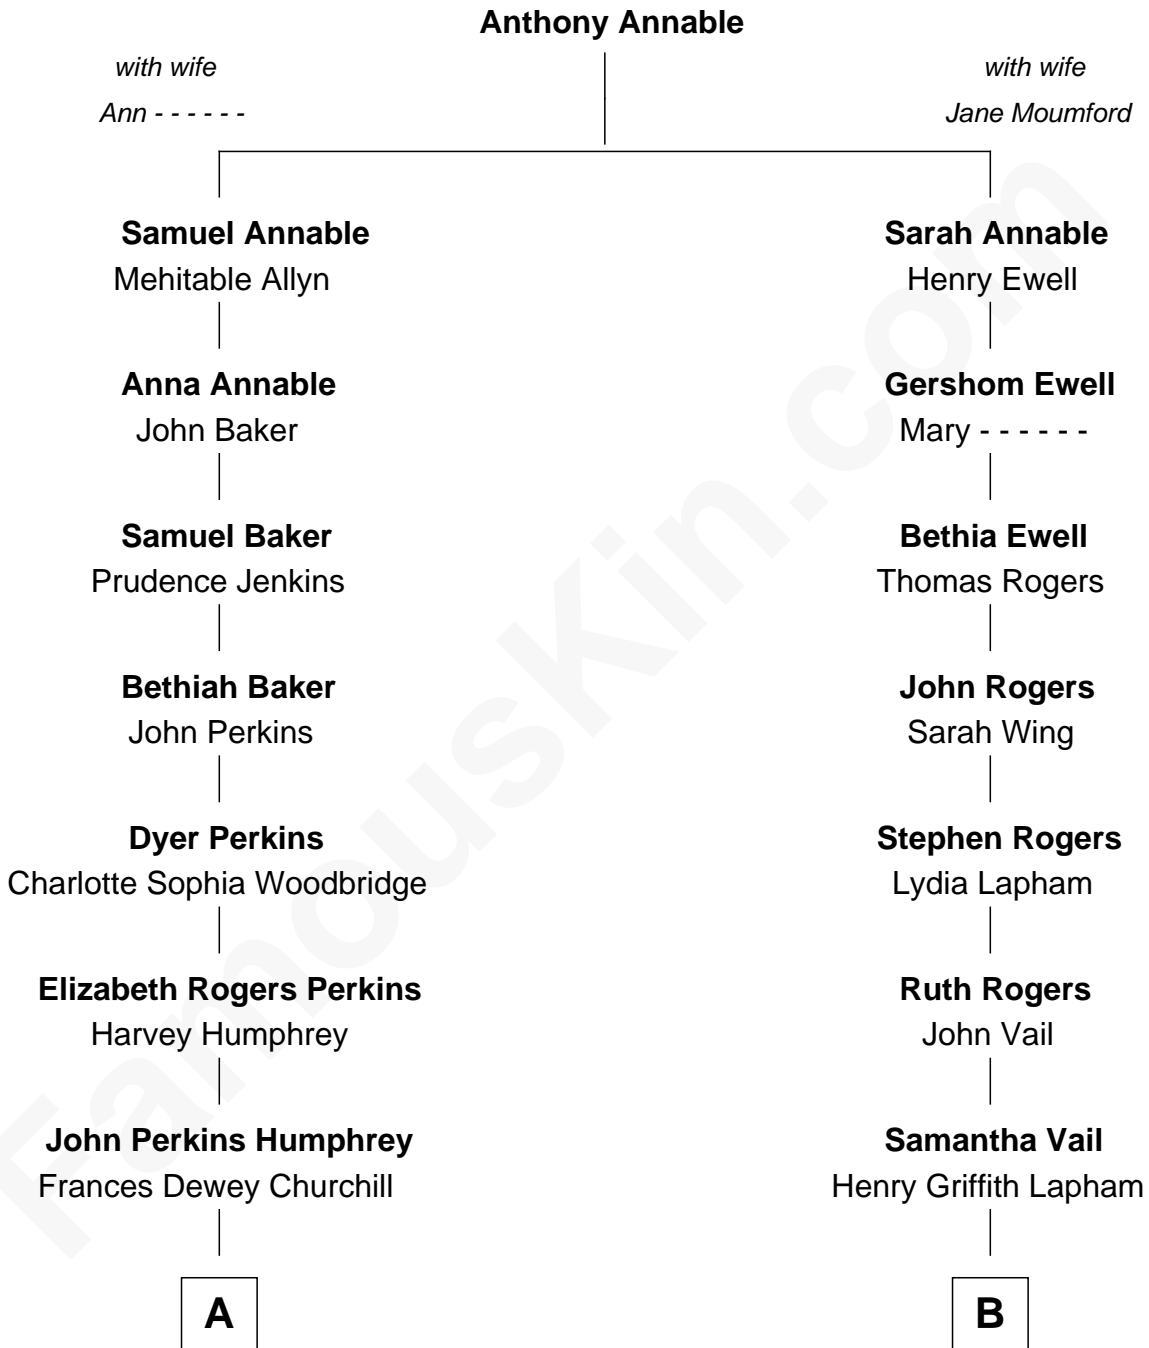 Anthony Annable
with wife
Ann - - - - - -
with wife
Jane Moumford
Samuel Annable
Mehitable Allyn
Sarah Annable
Henry Ewell
Anna Annable
John Baker
Gershom Ewell
Mary - - - - - -
Samuel Baker
Prudence Jenkins
Bethia Ewell
Thomas Rogers
Bethiah Baker
John Perkins
John Rogers
Sarah Wing
Dyer Perkins
Charlotte Sophia Woodbridge
Stephen Rogers
Lydia Lapham
Elizabeth Rogers Perkins
Harvey Humphrey
Ruth Rogers
John Vail
John Perkins Humphrey
Frances Dewey Churchill
Samantha Vail
Henry Griffith Lapham
A
B
FamousKin.com